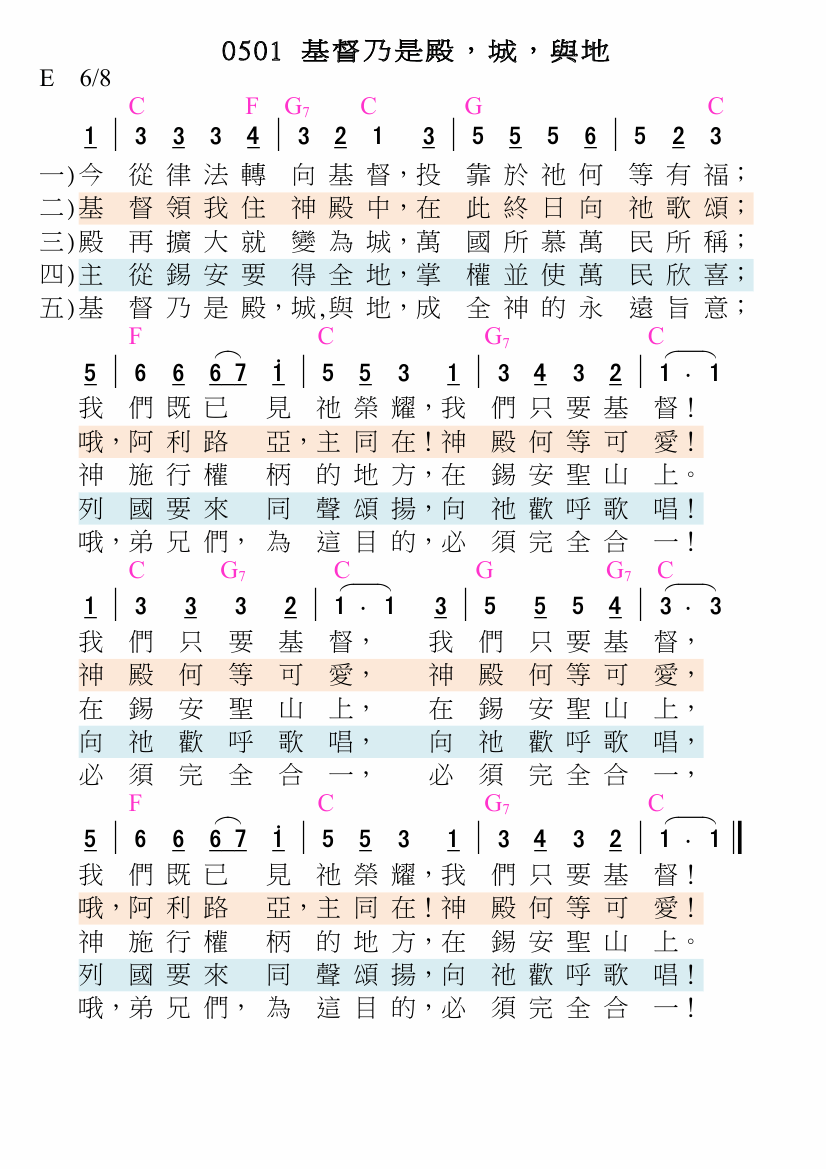 0501 基督乃是殿，城，與地
E 6/8
C F G7 C G C
1 | 3 3 3 4 | 3 2 1 3 | 5 5 5 6 | 5 2 3
一)今從律法轉向基督，投靠於祂何等有福；
二)基督領我住神殿中，在此終日向祂歌頌；
三)殿再擴大就變為城，萬國所慕萬民所稱；
四)主從錫安要得全地，掌權並使萬民欣喜；
五)基督乃是殿，城,與地，成全神的永遠旨意；
F C G7 C
5 | 6 6 6 7 i | 5 5 3 1 | 3 4 3 2 | 1 · 1
我們既已見祂榮耀，我們只要基督！
哦，阿利路亞，主同在！神殿何等可愛！
神施行權柄的地方，在錫安聖山上。
列國要來同聲頌揚，向祂歡呼歌唱！
哦，弟兄們，為這目的，必須完全合一！
C G7 C G G7 C
1 | 3 3 3 2 | 1 · 1 3 | 5 5 5 4 | 3 · 3
我們只要基督，我們只要基督，
神殿何等可愛，神殿何等可愛，
在錫安聖山上，在錫安聖山上，
向祂歡呼歌唱，向祂歡呼歌唱，
必須完全合一，必須完全合一，
F C G7 C
5 | 6 6 6 7 i | 5 5 3 1 | 3 4 3 2 | 1 · 1 ‖
我們既已見祂榮耀，我們只要基督！
哦，阿利路亞，主同在！神殿何等可愛！
神施行權柄的地方，在錫安聖山上。
列國要來同聲頌揚，向祂歡呼歌唱！
哦，弟兄們，為這目的，必須完全合一！